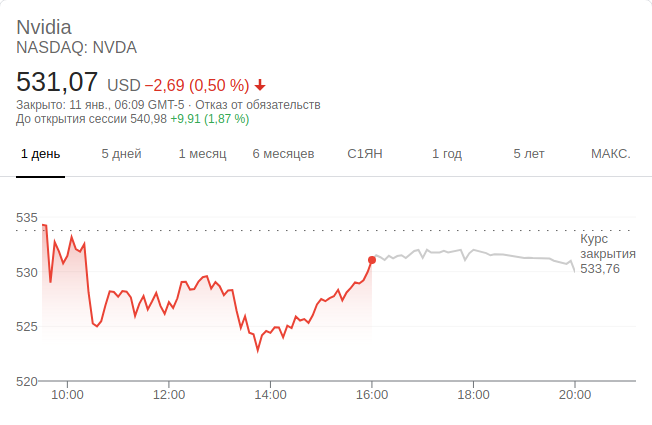 Nvidia
NASDAQ: NVDA
531,07 USD −2,69 (0,50 %)
Закрыто: 11 янв., 06:09 GMT-5 · Отказ от обязательств
До открытия сессии 540,98 +9,91 (1,87 %)
1 день 5 дней 1 месяц 6 месяцев С1ЯН 1 год 5 лет МАКС.
535
Курс
закрытия
530
533,76
525
520
10:00 12:00 14:00 16:00 18:00 20:00